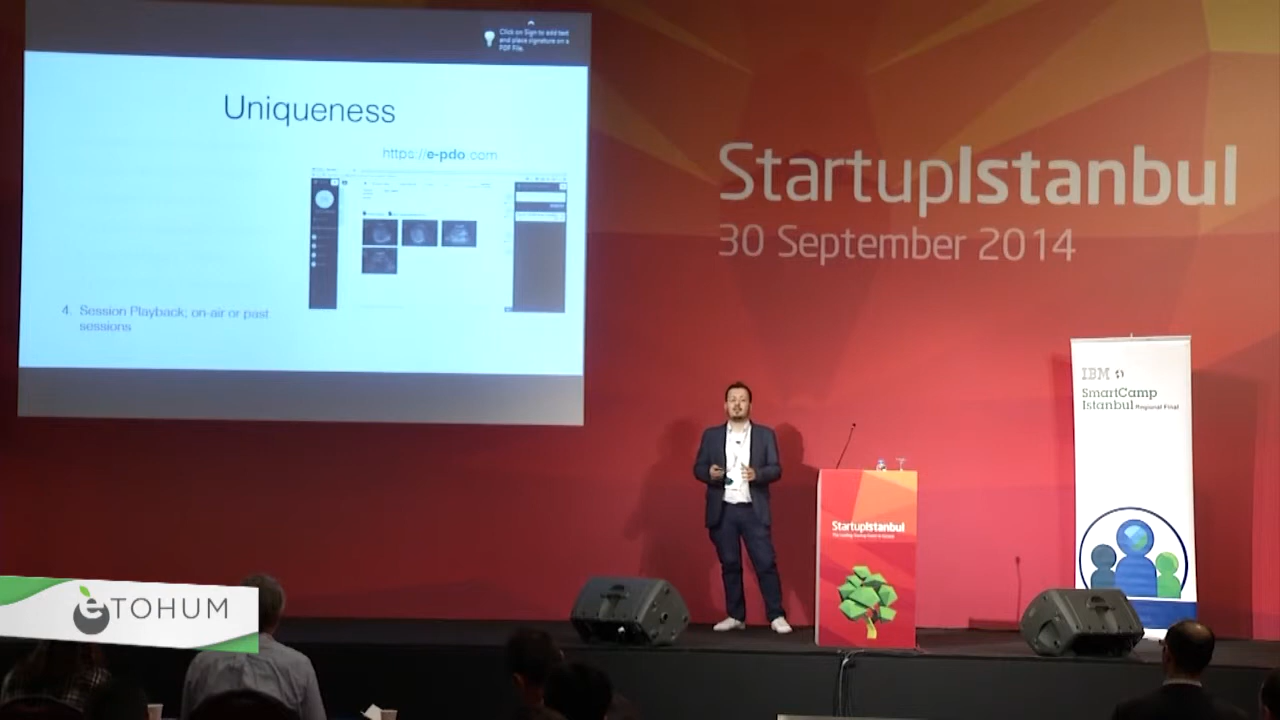 Click on Sign to add text
and place signature on a
PDF File.
Uniqueness
https://e-pdo.com
4. Session Playback; on-air or past
sessions
StartupIstanbul
30 September 2014
IBM
SmartCamp
Istanbul Regional Final
StartupIstanbul
eTOHUM